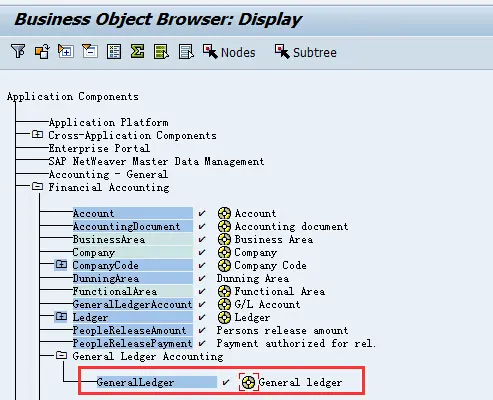 Business Object Browser: Display
Nodes Subtree
Application Components
Application Platform
Cross-Application Components
Enterprise Portal
SAP NetWeaver Master Data Management
Accounting - General
Financial Accounting
Account ✓ Account
AccountingDocument ✓ Accounting document
BusinessArea ✓ Business Area
Company ✓ Company
CompanyCode ✓ Company Code
DunningArea ✓ Dunning Area
FunctionalArea ✓ Functional Area
GeneralLedgerAccount ✓ G/L Account
Ledger ✓ Ledger
PeopleReleaseAmount ✓ Persons release amount
PeopleReleasePayment ✓ Payment authorized for rel.
General Ledger Accounting
GeneralLedger ✓ General ledger